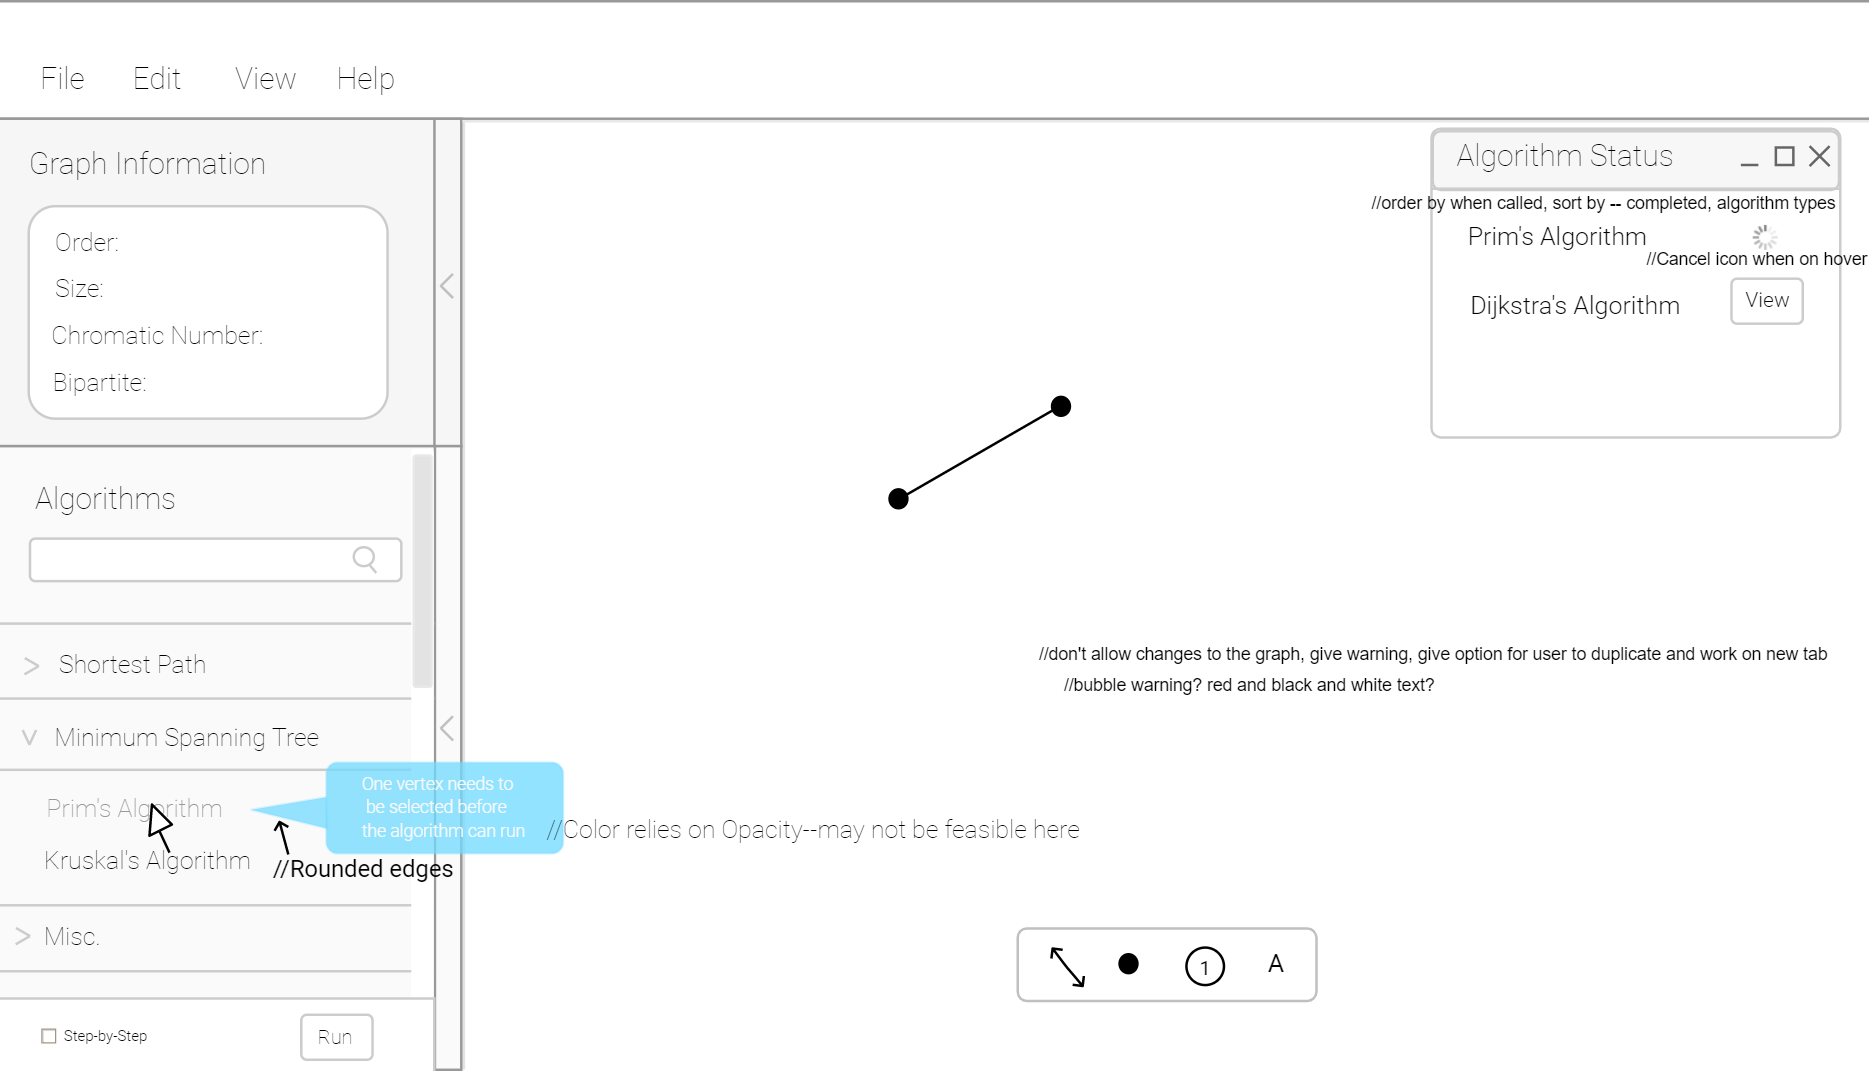 File Edit View Help
Graph Information
Order:
Size:
Chromatic Number:
Bipartite:
Algorithms
Shortest Path
Minimum Spanning Tree
Prim's Algorithm
Kruskal's Algorithm
Misc.
Step-by-Step
Run
One vertex needs to
be selected before
the algorithm can run
//Rounded edges
//Color relies on Opacity--may not be feasible here
Algorithm Status
//order by when called, sort by -- completed, algorithm types
Prim's Algorithm
//Cancel icon when on hover
Dijkstra's Algorithm
View
//don't allow changes to the graph, give warning, give option for user to duplicate and work on new tab
//bubble warning? red and black and white text?
1
A